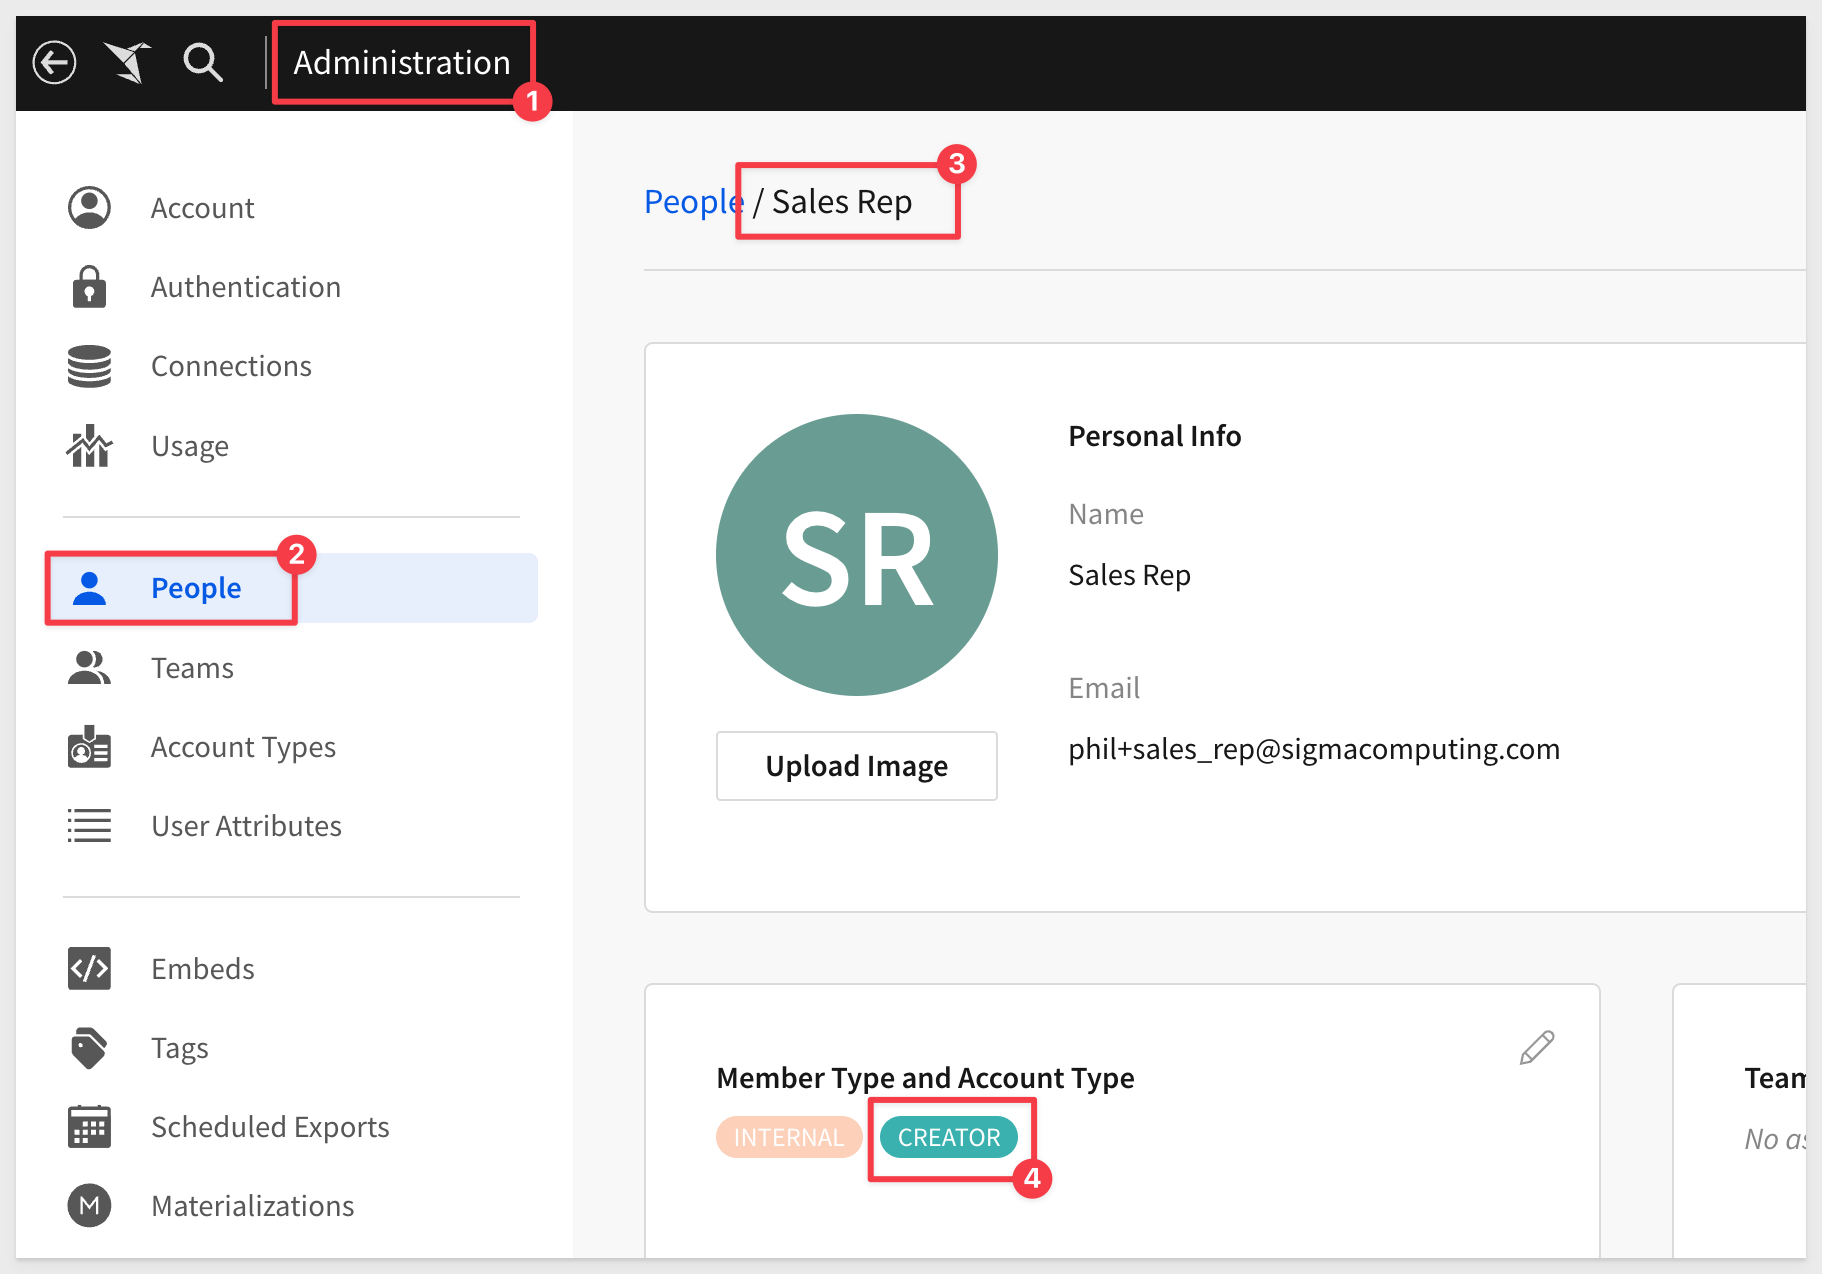 Administration
1
Account
Authentication
Connections
Usage
People
2
Teams
Account Types
User Attributes
Embeds
Tags
Scheduled Exports
M
Materializations
People / Sales Rep
3
SR
Upload Image
Personal Info
Name
Sales Rep
Email
phil+sales_rep@sigmacomputing.com
Member Type and Account Type
INTERNAL
CREATOR
4
Team
No as